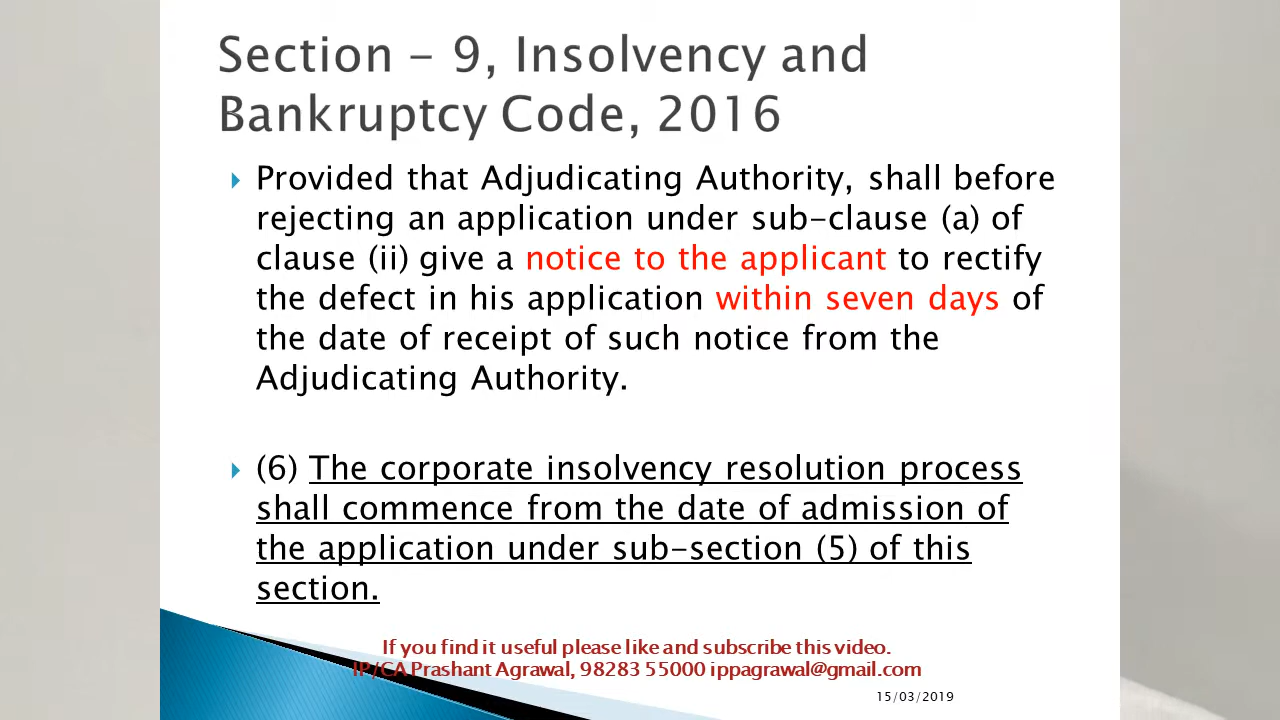 Section - 9, Insolvency and
Bankruptcy Code, 2016
Provided that Adjudicating Authority, shall before
rejecting an application under sub-clause (a) of
clause (ii) give a notice to the applicant to rectify
the defect in his application within seven days of
the date of receipt of such notice from the
Adjudicating Authority.
(6) The corporate insolvency resolution process
shall commence from the date of admission of
the application under sub-section (5) of this
section.
If you find it useful please like and subscribe this video.
IP/CA Prashant Agrawal, 98283 55000 ippagrawal@gmail.com
15/03/2019